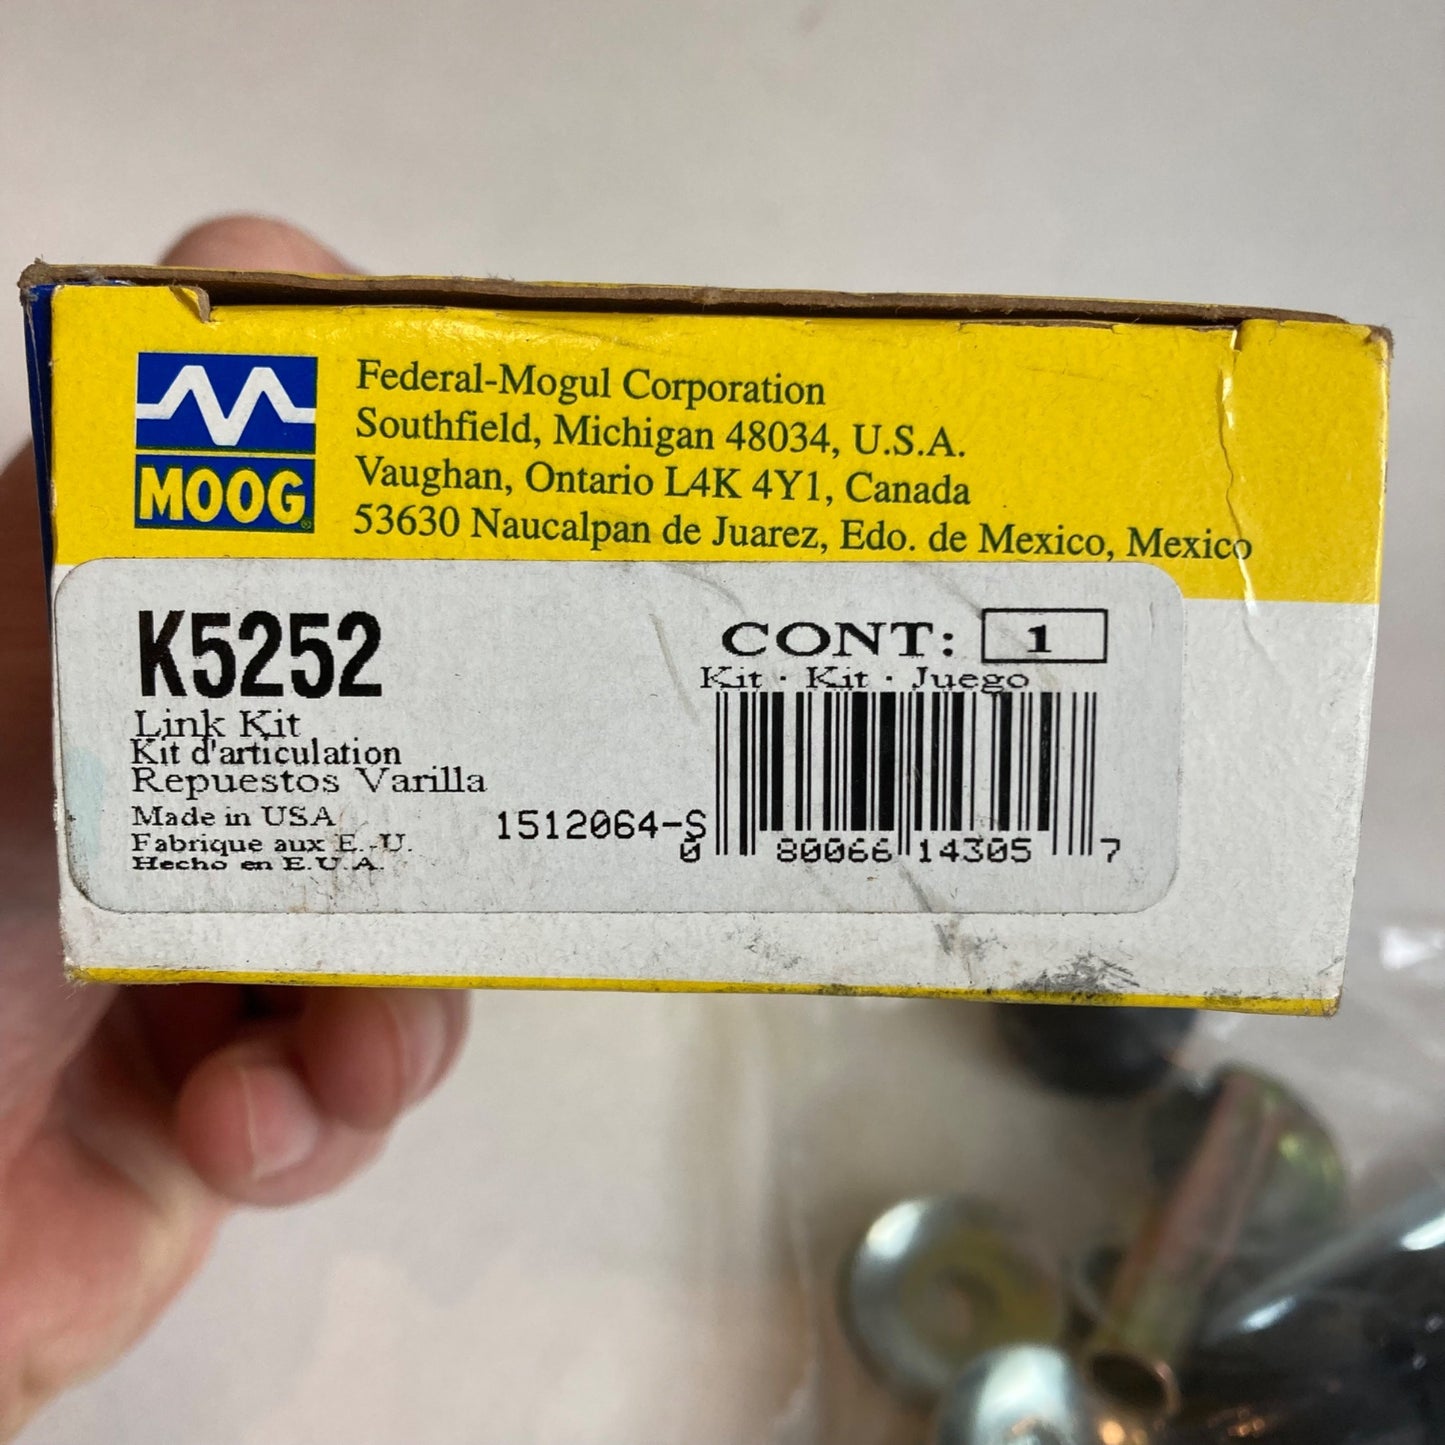 MOOG
Federal-Mogul Corporation
Southfield, Michigan 48034, U.S.A.
Vaughan, Ontario L4K 4Y1, Canada
53630 Naucalpan de Juarez, Edo. de Mexico, Mexico
K5252
Link Kit
Kit d'articulation
Repuestos Varilla
Made in USA
Fabrique aux E.-U.
Hecho en E.U.A.
CONT: 1
Kit · Kit · Juego
1512064-S
0 80066 14305 7